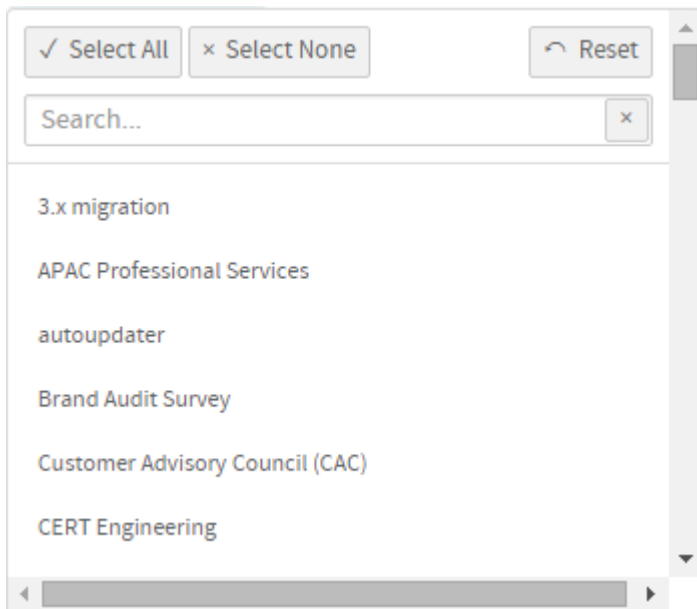 ✓ Select All × Select None Reset
Search... ×
3.x migration
APAC Professional Services
autoupdater
Brand Audit Survey
Customer Advisory Council (CAC)
CERT Engineering